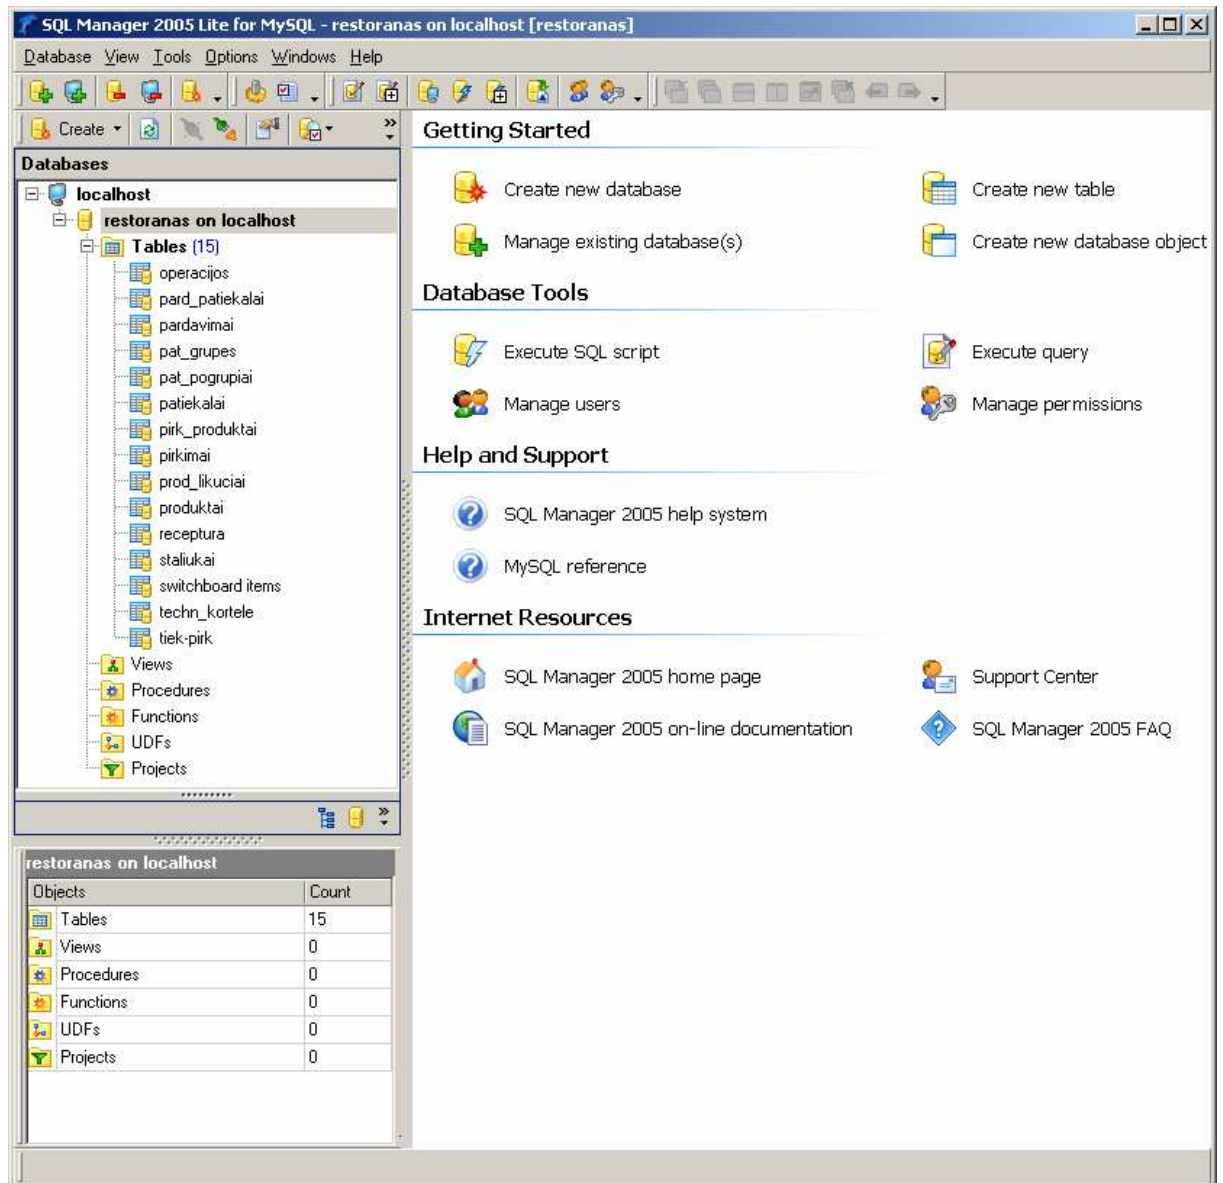 SQL Manager 2005 Lite for MySQL - restoranas on localhost [restoranas]
Database View Tools Options Windows Help
Create
Databases
localhost
restoranas on localhost
Tables (15)
operacijos
pard_patiekalai
pardavimai
pat_grupes
pat_pogrupiai
patiekalai
pirk_produktai
pirkimai
prod_likuciai
produktai
receptura
staliukai
switchboard items
techn_kortele
tiek-pirk
Views
Procedures
Functions
UDFs
Projects
restoranas on localhost
Objects Count
Tables 15
Views 0
Procedures 0
Functions 0
UDFs 0
Projects 0
Getting Started
Create new database Create new table
Manage existing database(s) Create new database object
Database Tools
Execute SQL script Execute query
Manage users Manage permissions
Help and Support
SQL Manager 2005 help system
MySQL reference
Internet Resources
SQL Manager 2005 home page Support Center
SQL Manager 2005 on-line documentation SQL Manager 2005 FAQ